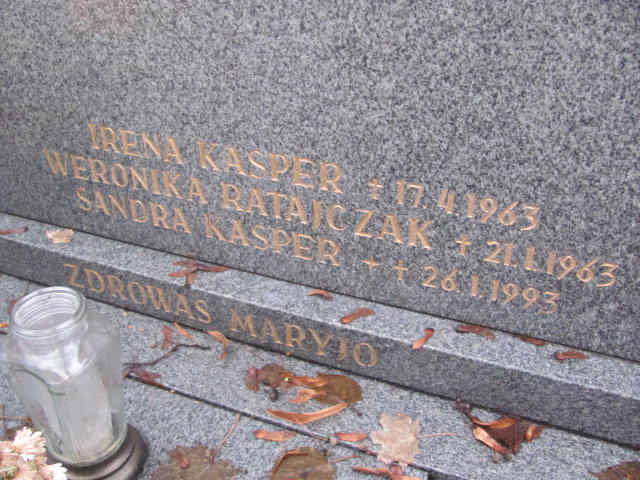 IRENA KASPER † 17.4.1963
WERONIKA RATAJCZAK † 21.1.1963
SANDRA KASPER † † 26.1.1993
ZDROWAŚ MARYJO